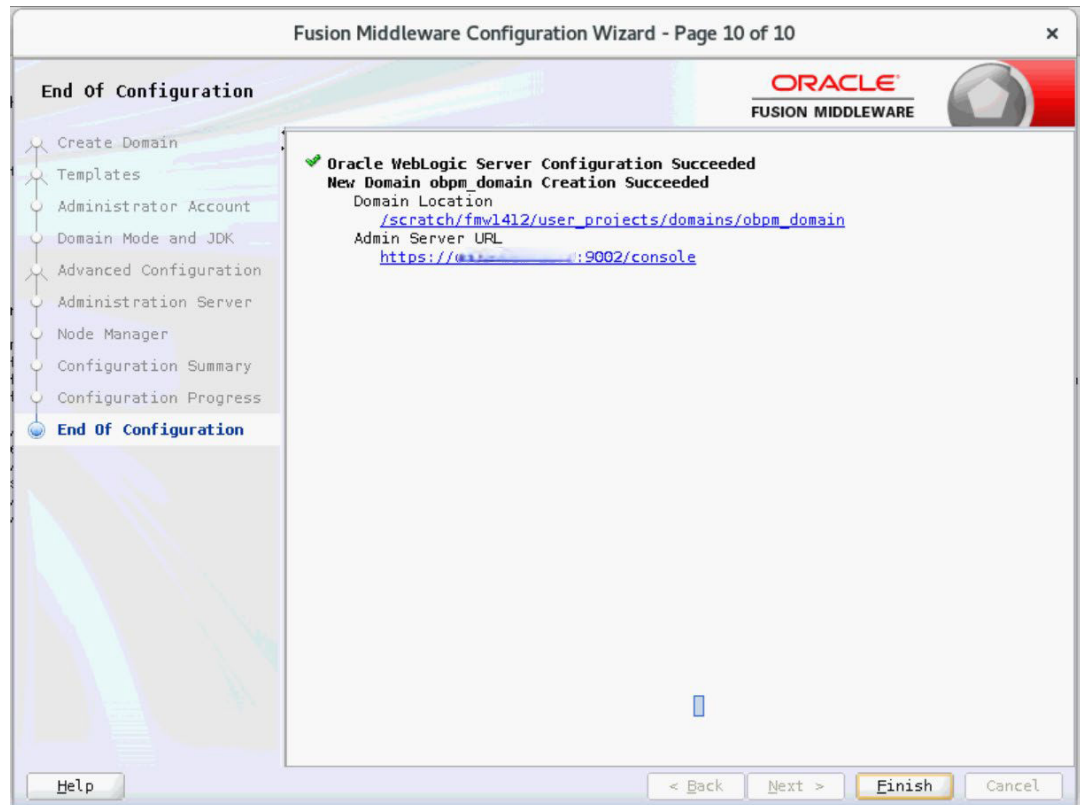 Fusion Middleware Configuration Wizard - Page 10 of 10
×
End Of Configuration
ORACLE
FUSION MIDDLEWARE
Create Domain
Templates
Administrator Account
Domain Mode and JDK
Advanced Configuration
Administration Server
Node Manager
Configuration Summary
Configuration Progress
End Of Configuration
Oracle WebLogic Server Configuration Succeeded
New Domain obpm_domain Creation Succeeded
Domain Location
/scratch/fmw1412/user_projects/domains/obpm_domain
Admin Server URL
https:// :9002/console
Help
< Back
Next >
Finish
Cancel